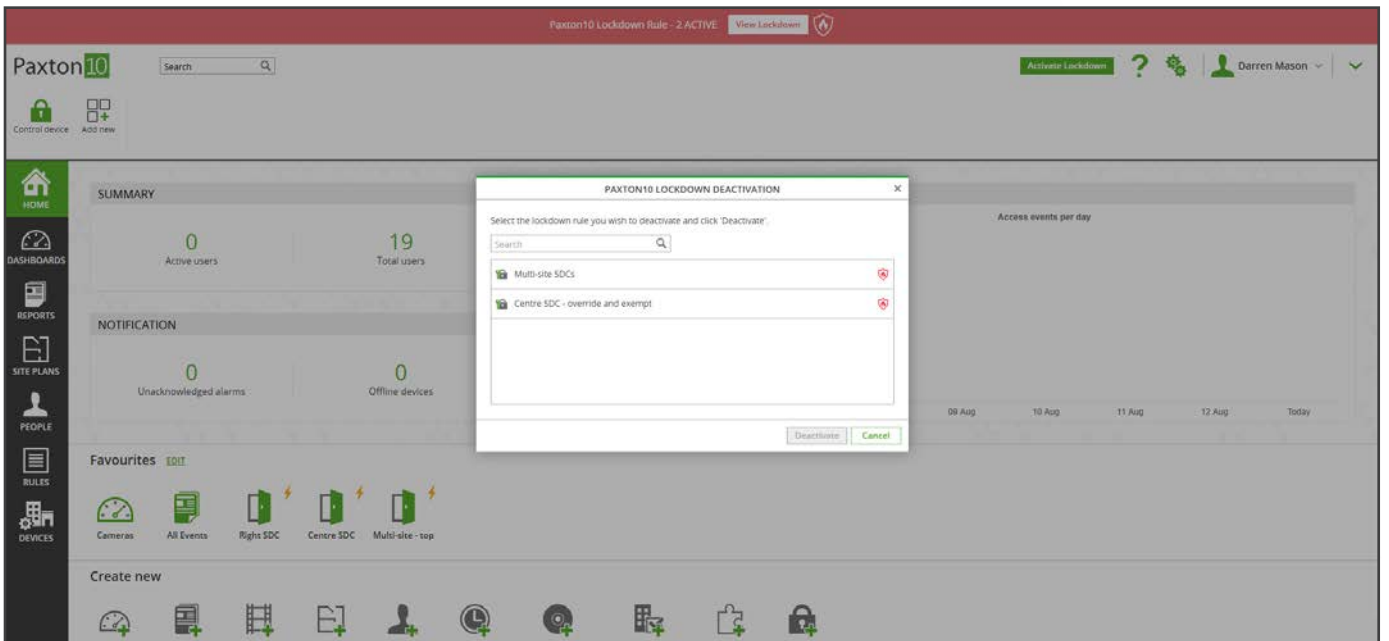 Paxton10 Lockdown Rule - 2 ACTIVE View Lockdown
Paxton10
Search
Activate Lockdown
?
Darren Mason
Control device
Add new
HOME
DASHBOARDS
REPORTS
SITE PLANS
PEOPLE
RULES
DEVICES
SUMMARY
0
Active users
19
Total users
NOTIFICATION
0
Unacknowledged alarms
0
Offline devices
PAXTON10 LOCKDOWN DEACTIVATION
Select the lockdown rule you wish to deactivate and click 'Deactivate'.
Search
Multi-site SDCs
Centre SDC - override and exempt
Deactivate
Cancel
Access events per day
09 Aug
10 Aug
11 Aug
12 Aug
Today
Favourites EDIT
Cameras
All Events
Right SDC
Centre SDC
Multi-site - top
Create new